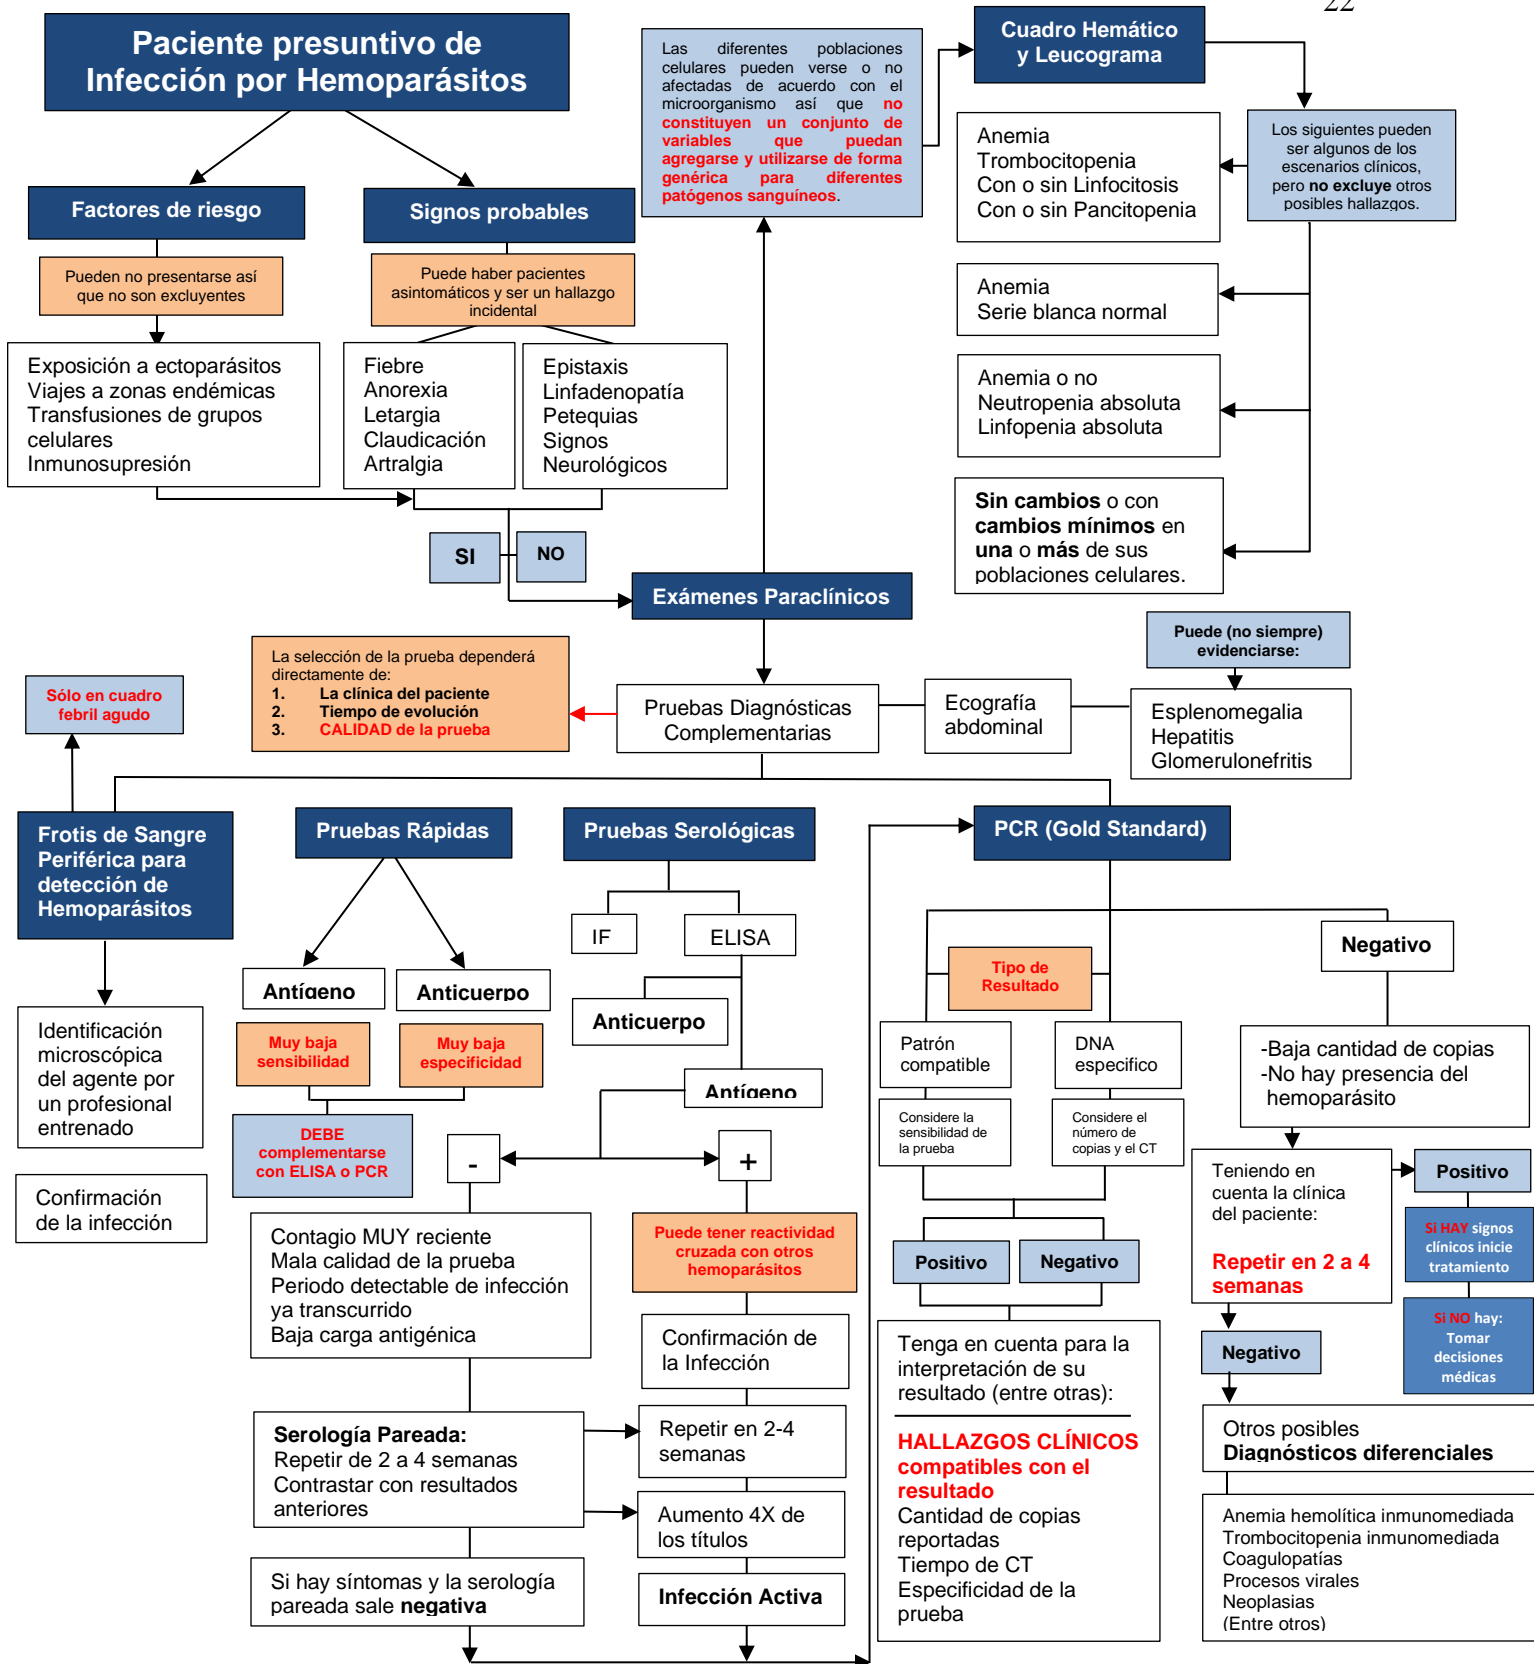 22
Paciente presuntivo de
Infección por Hemoparásitos
Factores de riesgo
Pueden no presentarse así
que no son excluyentes
Exposición a ectoparásitos
Viajes a zonas endémicas
Transfusiones de grupos
celulares
Inmunosupresión
Signos probables
Puede haber pacientes
asintomáticos y ser un hallazgo
incidental
Fiebre
Anorexia
Letargia
Claudicación
Artralgia
Epistaxis
Linfadenopatía
Petequias
Signos
Neurológicos
SI
NO
Exámenes Paraclínicos
Las diferentes poblaciones
celulares pueden verse o no
afectadas de acuerdo con el
microorganismo así que no
constituyen un conjunto de
variables que puedan
agregarse y utilizarse de forma
genérica para diferentes
patógenos sanguíneos.
Cuadro Hemático
y Leucograma
Los siguientes pueden
ser algunos de los
escenarios clínicos,
pero no excluye otros
posibles hallazgos.
Anemia
Trombocitopenia
Con o sin Linfocitosis
Con o sin Pancitopenia
Anemia
Serie blanca normal
Anemia o no
Neutropenia absoluta
Linfopenia absoluta
Sin cambios o con
cambios mínimos en
una o más de sus
poblaciones celulares.
La selección de la prueba dependerá
directamente de:
1. La clínica del paciente
2. Tiempo de evolución
3. CALIDAD de la prueba
Pruebas Diagnósticas
Complementarias
Ecografía
abdominal
Puede (no siempre)
evidenciarse:
Esplenomegalia
Hepatitis
Glomerulonefritis
Sólo en cuadro
febril agudo
Frotis de Sangre
Periférica para
detección de
Hemoparásitos
Identificación
microscópica
del agente por
un profesional
entrenado
Confirmación
de la infección
Pruebas Rápidas
Antígeno
Anticuerpo
Muy baja
sensibilidad
Muy baja
especificidad
DEBE
complementarse
con ELISA o PCR
Pruebas Serológicas
IF
ELISA
Anticuerpo
Antígeno
-
+
Contagio MUY reciente
Mala calidad de la prueba
Periodo detectable de infección
ya transcurrido
Baja carga antigénica
Serología Pareada:
Repetir de 2 a 4 semanas
Contrastar con resultados
anteriores
Si hay síntomas y la serología
pareada sale negativa
Puede tener reactividad
cruzada con otros
hemoparásitos
Confirmación de
la Infección
Repetir en 2-4
semanas
Aumento 4X de
los títulos
Infección Activa
PCR (Gold Standard)
Tipo de
Resultado
Patrón
compatible
DNA
especifico
Considere la
sensibilidad de
la prueba
Considere el
número de
copias y el CT
Positivo
Negativo
Tenga en cuenta para la
interpretación de su
resultado (entre otras):
HALLAZGOS CLÍNICOS
compatibles con el
resultado
Cantidad de copias
reportadas
Tiempo de CT
Especificidad de la
prueba
Negativo
-Baja cantidad de copias
-No hay presencia del
hemoparásito
Teniendo en
cuenta la clínica
del paciente:
Repetir en 2 a 4
semanas
Positivo
Si HAY signos
clínicos inicie
tratamiento
Si NO hay:
Tomar
decisiones
médicas
Negativo
Otros posibles
Diagnósticos diferenciales
Anemia hemolítica inmunomediada
Trombocitopenia inmunomediada
Coagulopatías
Procesos virales
Neoplasias
(Entre otros)